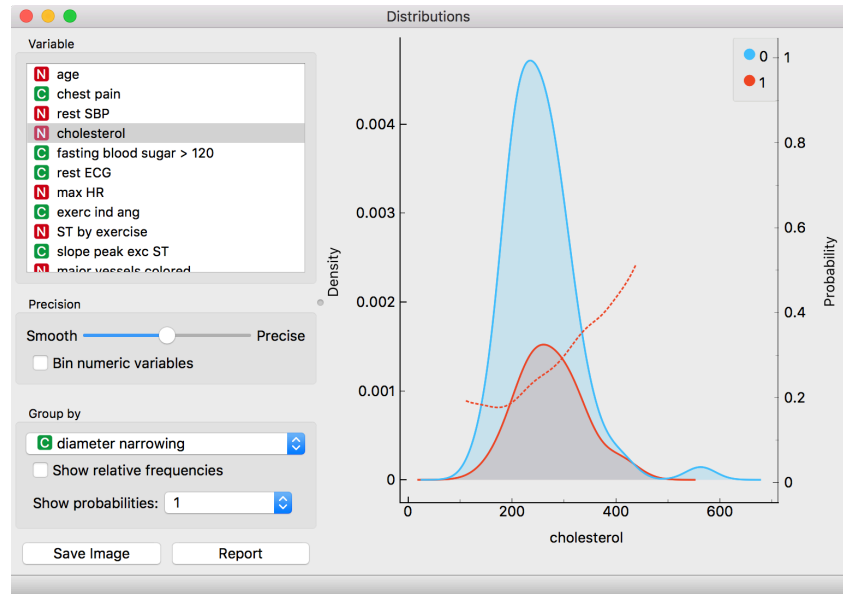 Distributions
Variable
N age
C chest pain
N rest SBP
N cholesterol
C fasting blood sugar > 120
C rest ECG
N max HR
C exerc ind ang
N ST by exercise
C slope peak exc ST
N major vessels colored
Precision
Smooth Precise
Bin numeric variables
Group by
C diameter narrowing
Show relative frequencies
Show probabilities: 1
Save Image Report
Density
0.004
0.003
0.002
0.001
0
0 200 400 600
cholesterol
0
1
1
0.8
0.6
0.4
0.2
0
Probability